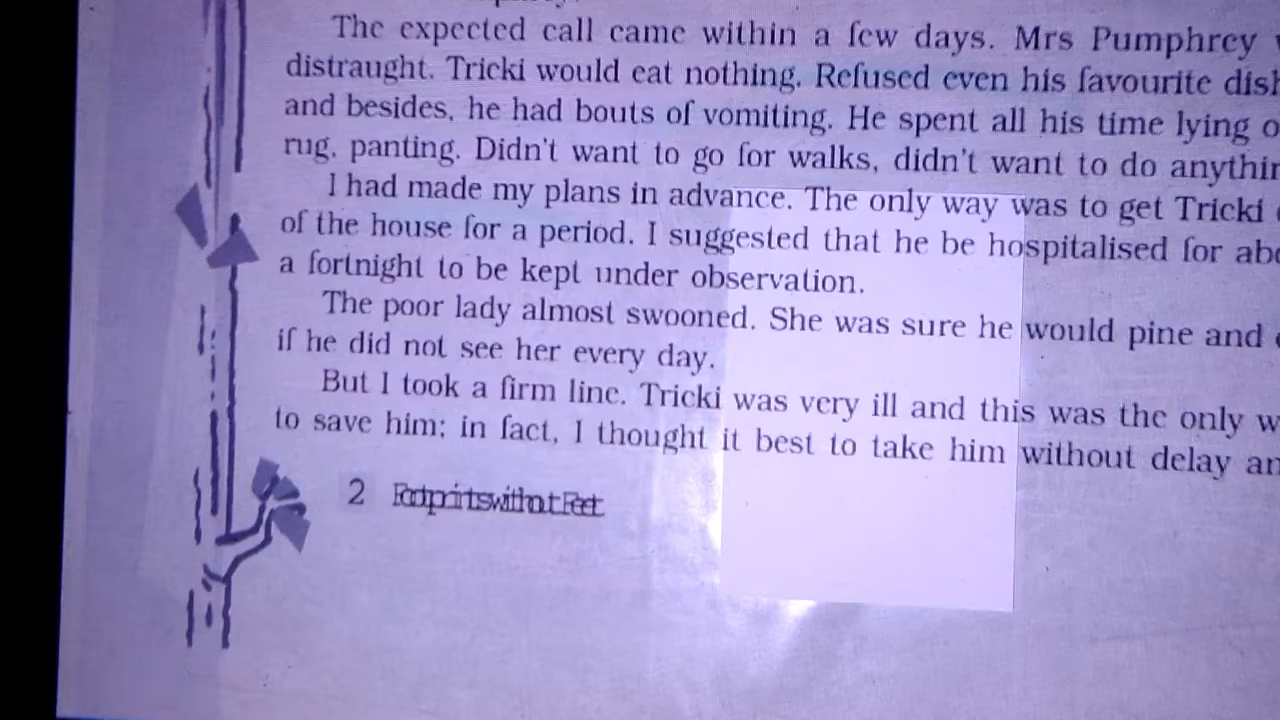 The expected call came within a few days. Mrs Pumphrey
distraught. Tricki would eat nothing. Refused even his favourite
and besides, he had bouts of vomiting. He spent all his time lying
rug, panting. Didn't want to go for walks, didn't want to do
I had made my plans in advance. The only way was to get Tricki
of the house for a period. I suggested that he be hospitalised for
a fortnight to be kept under observation.
The poor lady almost swooned. She was sure he would pine and
if he did not see her every day.
But I took a firm line. Tricki was very ill and this was the only
to save him; in fact, I thought it best to take him without delay
2 Footprints without Feet